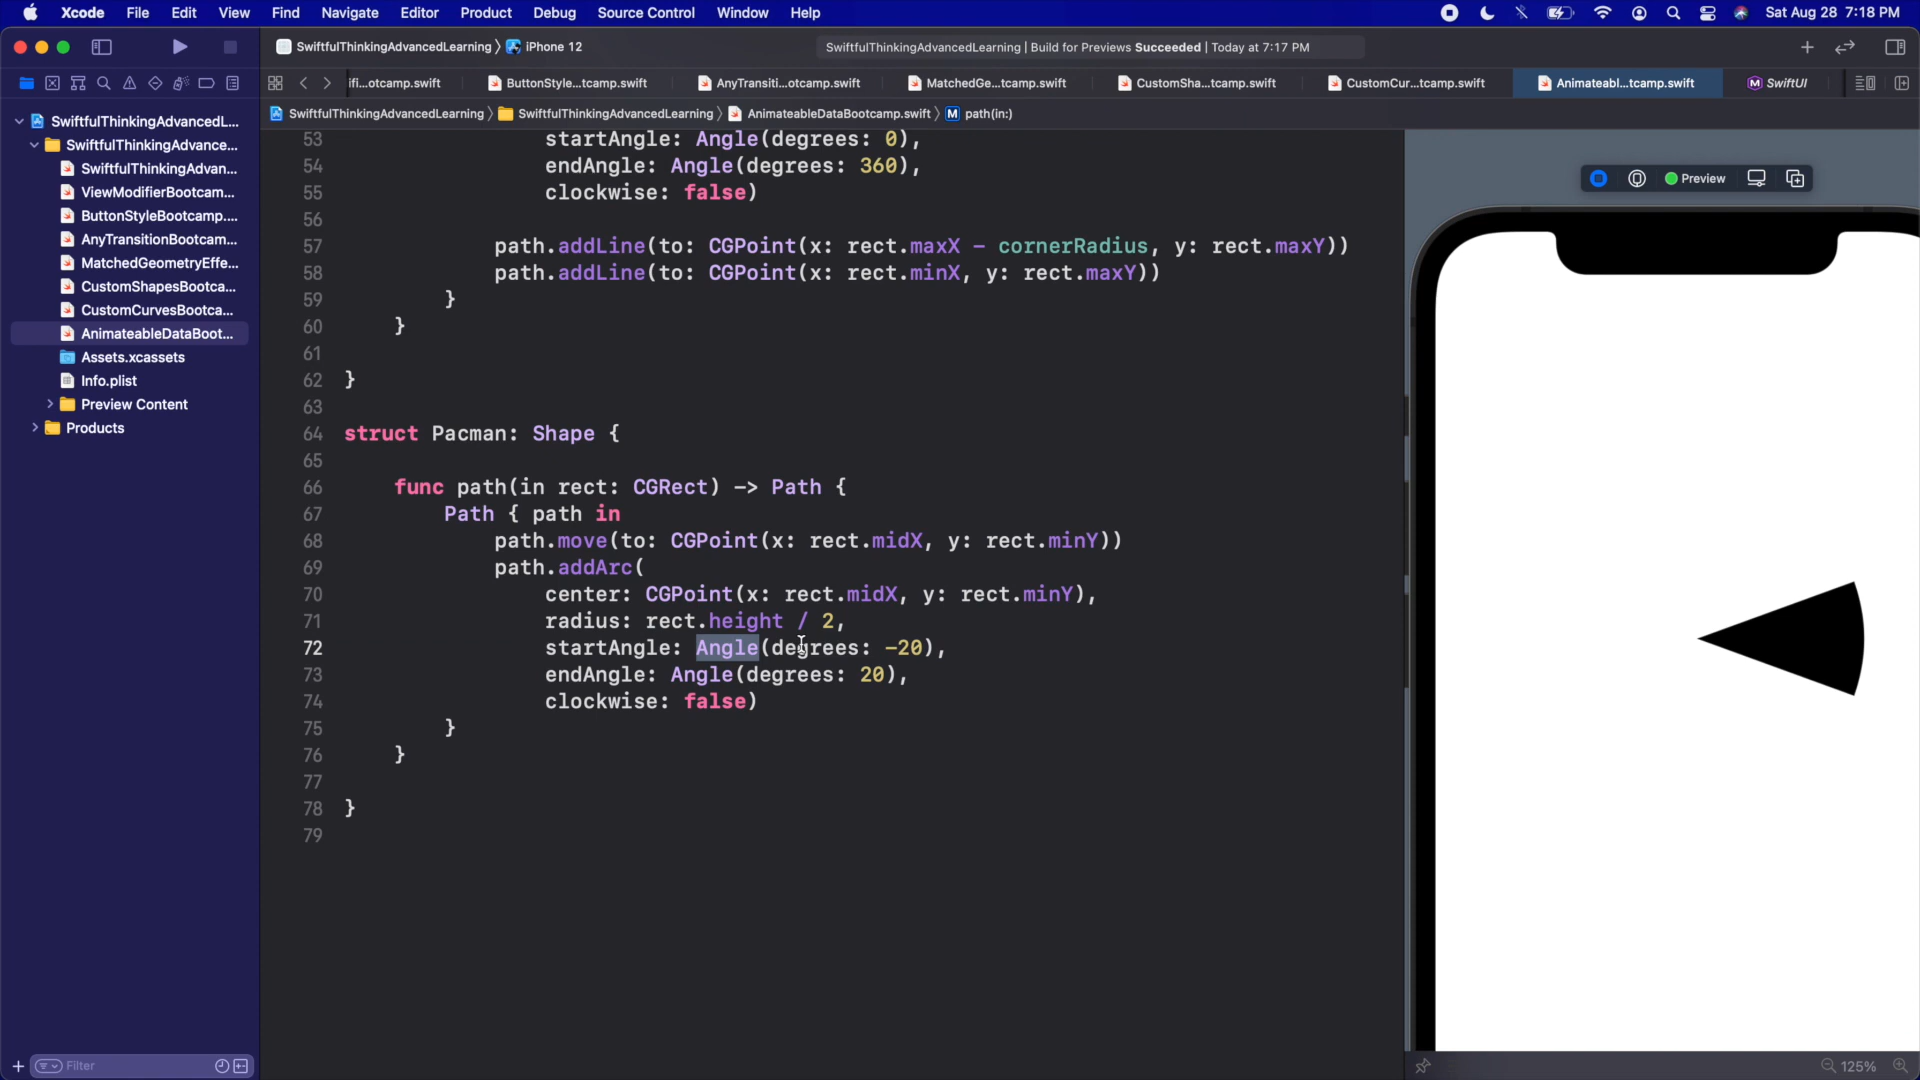 Xcode File Edit View Find Navigate Editor Product Debug Source Control Window Help Sat Aug 28 7:18 PM
SwiftfulThinkingAdvancedLearning 〉 iPhone 12 SwiftfulThinkingAdvancedLearning | Build for Previews Succeeded | Today at 7:17 PM
ifi...otcamp.swift ButtonStyle...tcamp.swift AnyTransiti...otcamp.swift MatchedGe...tcamp.swift CustomSha...tcamp.swift CustomCur...tcamp.swift Animateabl...tcamp.swift SwiftUI
SwiftfulThinkingAdvancedLearning 〉 SwiftfulThinkingAdvancedLearning 〉 AnimateableDataBootcamp.swift 〉 M path(in:)
SwiftfulThinkingAdvancedL...
SwiftfulThinkingAdvance...
SwiftfulThinkingAdvan...
ViewModifierBootcam...
ButtonStyleBootcamp....
AnyTransitionBootcam...
MatchedGeometryEffe...
CustomShapesBootca...
CustomCurvesBootca...
AnimateableDataBoot...
Assets.xcassets
Info.plist
Preview Content
Products
Filter
53 startAngle: Angle(degrees: 0),
54 endAngle: Angle(degrees: 360),
55 clockwise: false)
56
57 path.addLine(to: CGPoint(x: rect.maxX - cornerRadius, y: rect.maxY))
58 path.addLine(to: CGPoint(x: rect.minX, y: rect.maxY))
59 }
60 }
61
62 }
63
64 struct Pacman: Shape {
65
66 func path(in rect: CGRect) -> Path {
67 Path { path in
68 path.move(to: CGPoint(x: rect.midX, y: rect.minY))
69 path.addArc(
70 center: CGPoint(x: rect.midX, y: rect.minY),
71 radius: rect.height / 2,
72 startAngle: Angle(degrees: -20),
73 endAngle: Angle(degrees: 20),
74 clockwise: false)
75 }
76 }
77
78 }
79
Preview
125%